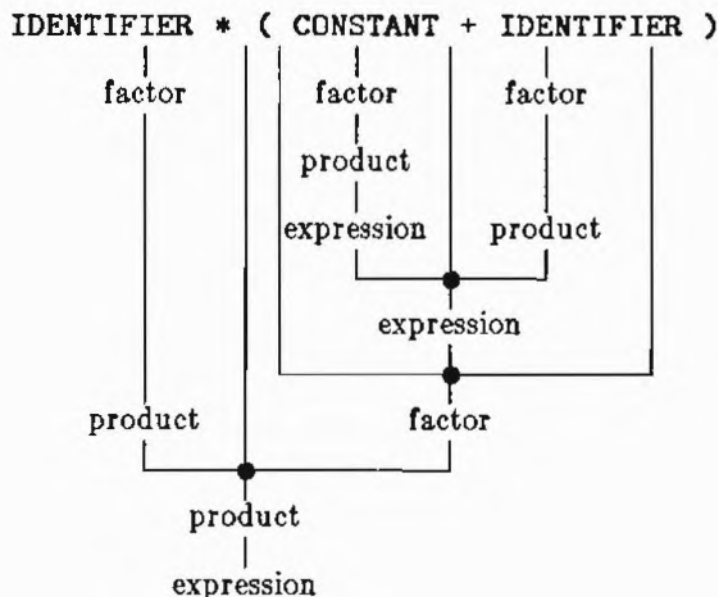 IDENTIFIER * ( CONSTANT + IDENTIFIER )
factor factor factor
product
expression product
expression
product factor
product
expression